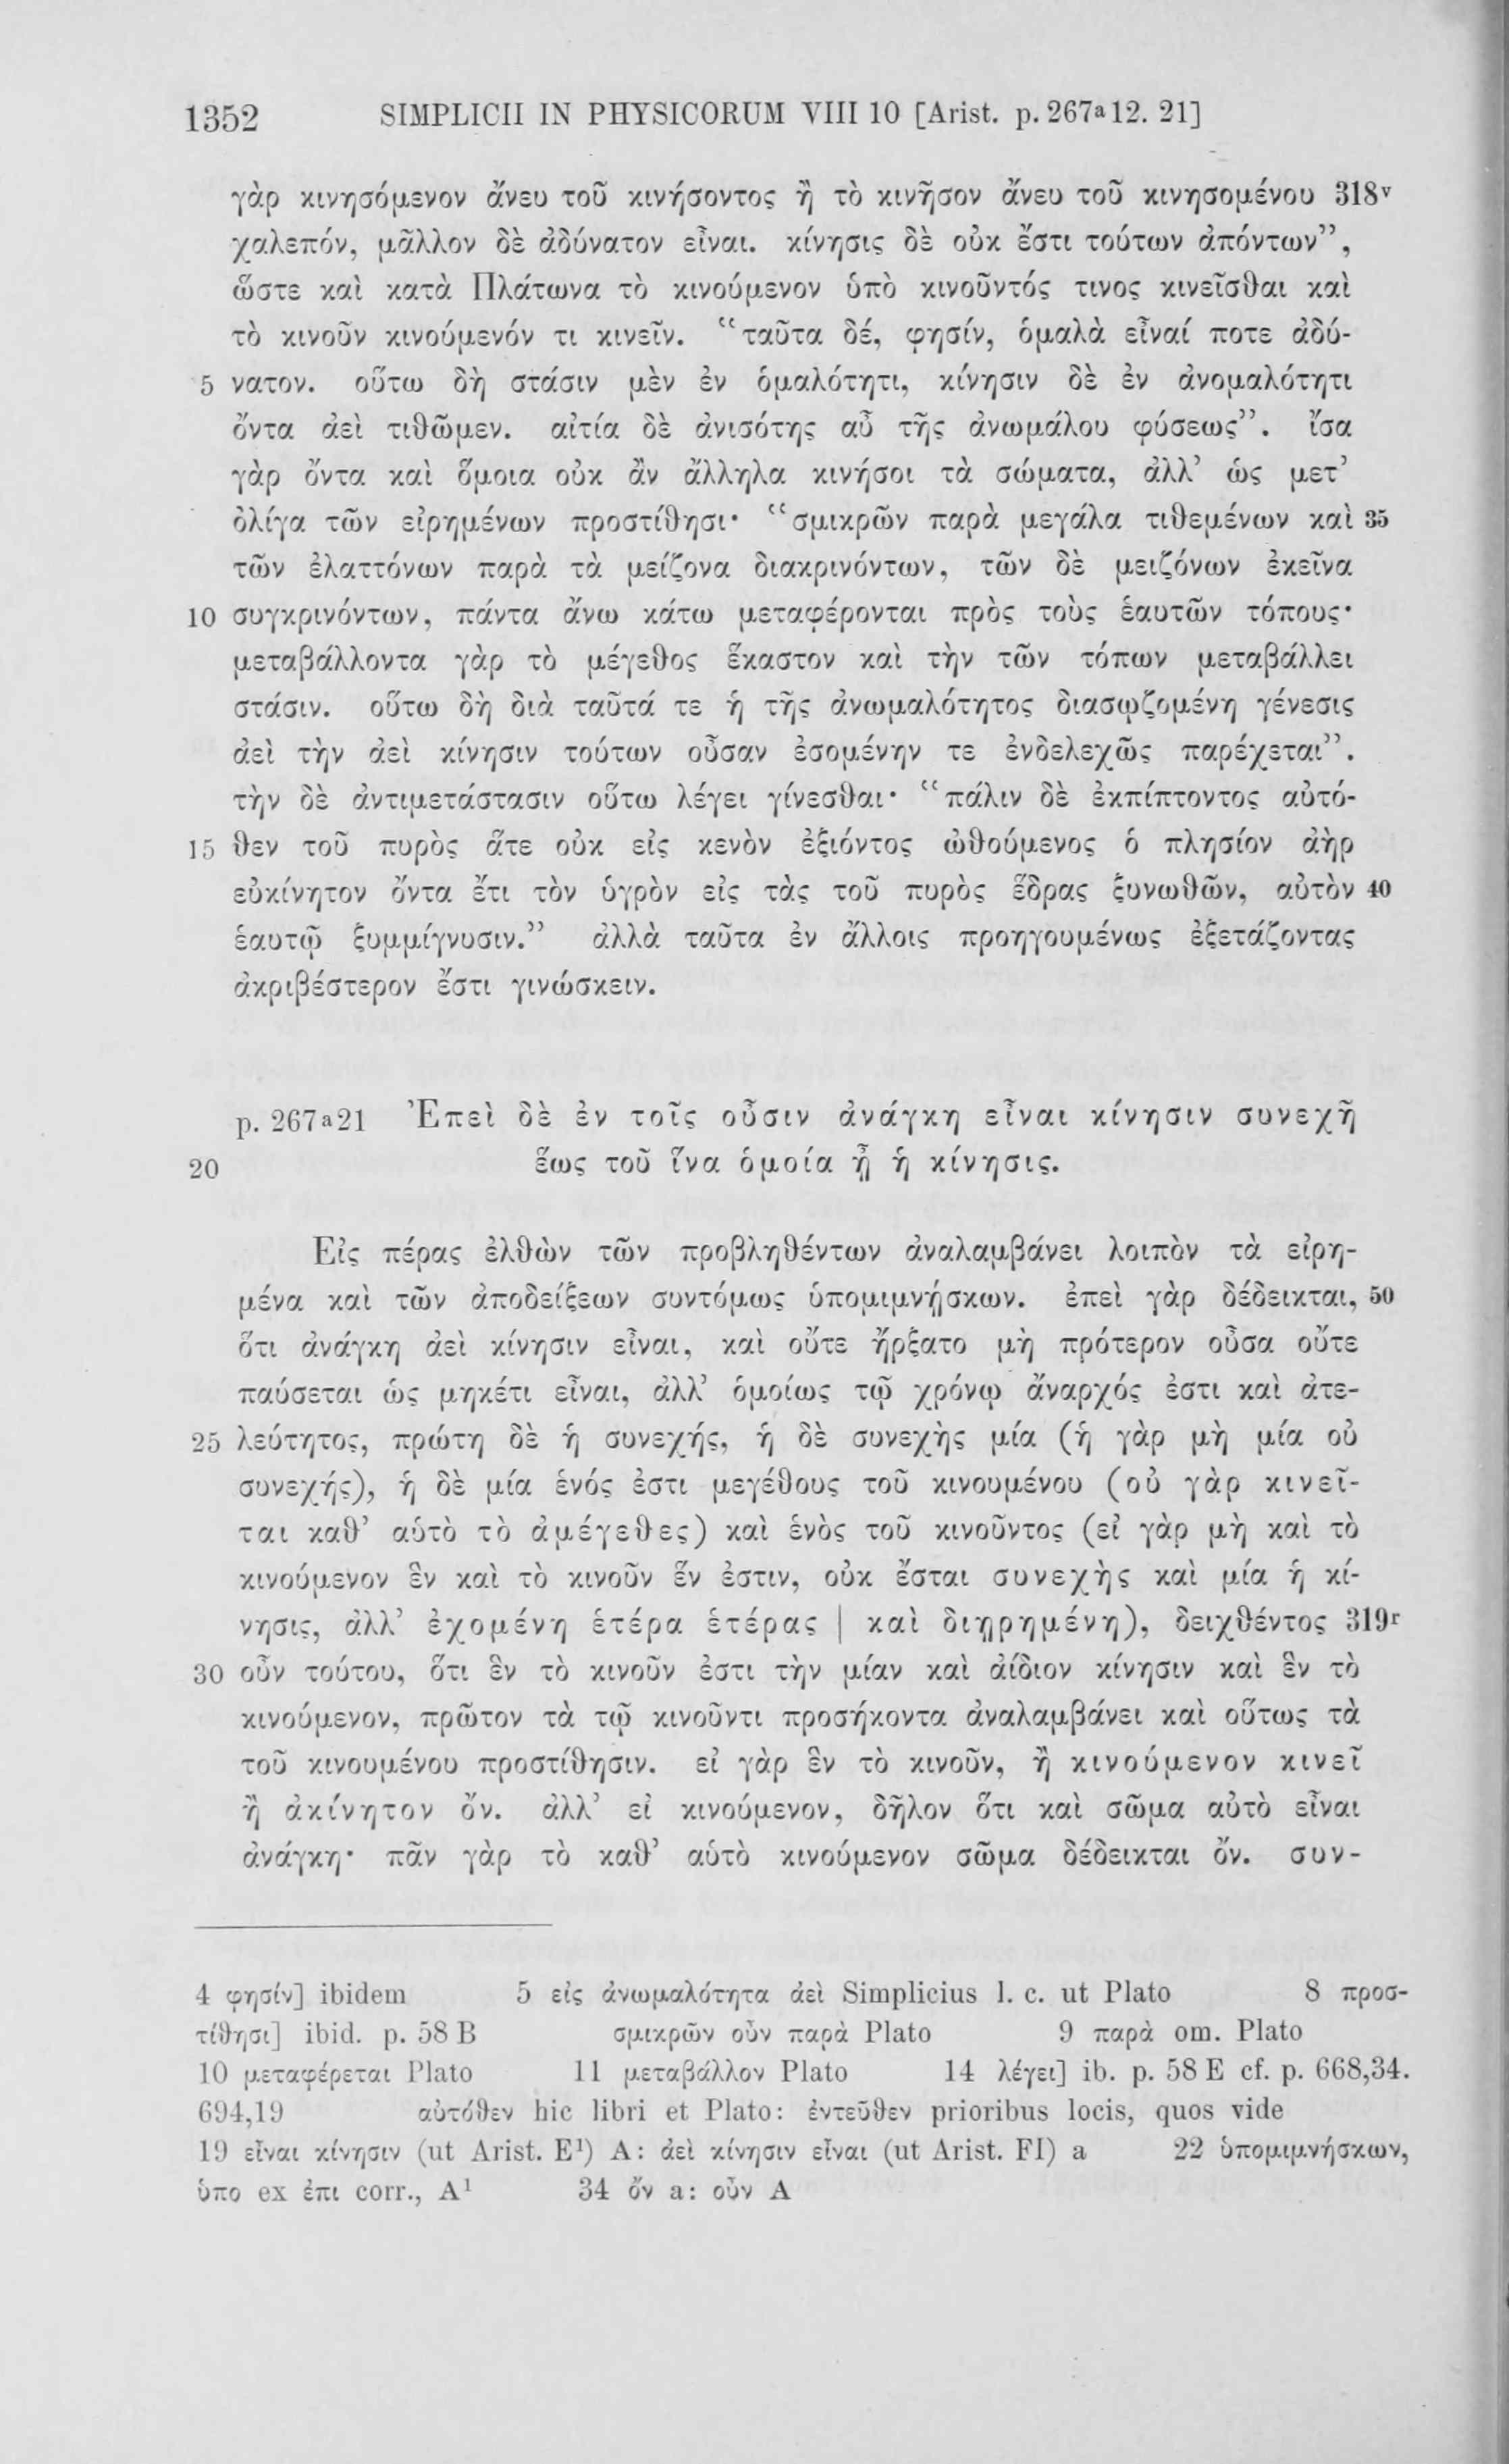 1352 SIMPLICII IN PHYSICORUM VIII 10 [Arist. p. 267a12. 21]
γὰρ κινησόμενον ἄνευ τοῦ κινήσοντος ἢ τὸ κινῆσον ἄνευ τοῦ κινησομένου 318v
χαλεπόν, μᾶλλον δὲ ἀδύνατον εἶναι. κίνησις δὲ οὐκ ἔστι τούτων ἀπόντων”,
ὥστε καὶ κατὰ Πλάτωνα τὸ κινούμενον ὑπὸ κινοῦντός τινος κινεῖσθαι καὶ
τὸ κινοῦν κινούμενόν τι κινεῖν. “ταῦτα δέ, φησίν, ὁμαλὰ εἶναί ποτε ἀδύ-
5 νατον. οὕτω δὴ στάσιν μὲν ἐν ὁμαλότητι, κίνησιν δὲ ἐν ἀνομαλότητι
ὄντα ἀεὶ τιθῶμεν. αἰτία δὲ ἀνισότης αὖ τῆς ἀνωμάλου φύσεως”. ἴσα
γὰρ ὄντα καὶ ὅμοια οὐκ ἂν ἄλληλα κινήσοι τὰ σώματα, ἀλλ’ ὡς μετ’
ὀλίγα τῶν εἰρημένων προστίθησι· “σμικρῶν παρὰ μεγάλα τιθεμένων καὶ 35
τῶν ἐλαττόνων παρὰ τὰ μείζονα διακρινόντων, τῶν δὲ μειζόνων ἐκεῖνα
10 συγκρινόντων, πάντα ἄνω κάτω μεταφέρονται πρὸς τοὺς ἑαυτῶν τόπους·
μεταβάλλοντα γὰρ τὸ μέγεθος ἕκαστον καὶ τὴν τῶν τόπων μεταβάλλει
στάσιν. οὕτω δὴ διὰ ταῦτά τε ἡ τῆς ἀνωμαλότητος διασῳζομένη γένεσις
ἀεὶ τὴν ἀεὶ κίνησιν τούτων οὖσαν ἐσομένην τε ἐνδελεχῶς παρέχεται”.
τὴν δὲ ἀντιμετάστασιν οὕτω λέγει γίνεσθαι· “πάλιν δὲ ἐκπίπτοντος αὐτό-
15 θεν τοῦ πυρὸς ἅτε οὐκ εἰς κενὸν ἐξιόντος ὠθούμενος ὁ πλησίον ἀὴρ
εὐκίνητον ὄντα ἔτι τὸν ὑγρὸν εἰς τὰς τοῦ πυρὸς ἕδρας ξυνωθῶν, αὐτὸν 40
ἑαυτῷ ξυμμίγνυσιν.” ἀλλὰ ταῦτα ἐν ἄλλοις προηγουμένως ἐξετάζοντας
ἀκριβέστερον ἔστι γινώσκειν.
p. 267a21 Ἐπεὶ δὲ ἐν τοῖς οὖσιν ἀνάγκη εἶναι κίνησιν συνεχῆ
20 ἕως τοῦ ἵνα ὁμοία ᾖ ἡ κίνησις.
Εἰς πέρας ἐλθὼν τῶν προβληθέντων ἀναλαμβάνει λοιπὸν τὰ εἰρη-
μένα καὶ τῶν ἀποδείξεων συντόμως ὑπομιμνῄσκων. ἐπεὶ γὰρ δέδεικται, 50
ὅτι ἀνάγκη ἀεὶ κίνησιν εἶναι, καὶ οὔτε ἤρξατο μὴ πρότερον οὖσα οὔτε
παύσεται ὡς μηκέτι εἶναι, ἀλλ’ ὁμοίως τῷ χρόνῳ ἄναρχός ἐστι καὶ ἀτε-
25 λεύτητος, πρώτη δὲ ἡ συνεχής, ἡ δὲ συνεχὴς μία (ἡ γὰρ μὴ μία οὐ
συνεχής), ἡ δὲ μία ἑνός ἐστι μεγέθους τοῦ κινουμένου (οὐ γὰρ κινεῖ-
ται καθ’ αὑτὸ τὸ ἀμέγεθες) καὶ ἑνὸς τοῦ κινοῦντος (εἰ γὰρ μὴ καὶ τὸ
κινούμενον ἓν καὶ τὸ κινοῦν ἕν ἐστιν, οὐκ ἔσται συνεχὴς καὶ μία ἡ κί-
νησις, ἀλλ’ ἐχομένη ἑτέρα ἑτέρας | καὶ διῃρημένη), δειχθέντος 319r
30 οὖν τούτου, ὅτι ἓν τὸ κινοῦν ἐστι τὴν μίαν καὶ ἀίδιον κίνησιν καὶ ἓν τὸ
κινούμενον, πρῶτον τὰ τῷ κινοῦντι προσήκοντα ἀναλαμβάνει καὶ οὕτως τὰ
τοῦ κινουμένου προστίθησιν. εἰ γὰρ ἓν τὸ κινοῦν, ἢ κινούμενον κινεῖ
ἢ ἀκίνητον ὄν. ἀλλ’ εἰ κινούμενον, δῆλον ὅτι καὶ σῶμα αὐτὸ εἶναι
ἀνάγκη· πᾶν γὰρ τὸ καθ’ αὑτὸ κινούμενον σῶμα δέδεικται ὄν. συν-
4 φησίν] ibidem 5 εἰς ἀνωμαλότητα ἀεὶ Simplicius l. c. ut Plato 8 προσ-
τίθησι] ibid. p. 58 B σμικρῶν οὖν παρὰ Plato 9 παρὰ om. Plato
10 μεταφέρεται Plato 11 μεταβάλλον Plato 14 λέγει] ib. p. 58 E cf. p. 668,34.
694,19 αὐτόθεν hic libri et Plato: ἐντεῦθεν prioribus locis, quos vide
19 εἶναι κίνησιν (ut Arist. E¹) A: ἀεὶ κίνησιν εἶναι (ut Arist. FI) a 22 ὑπομιμνήσκων,
ὑπο ex ἐπι corr., A¹ 34 ὄν a: οὖν A